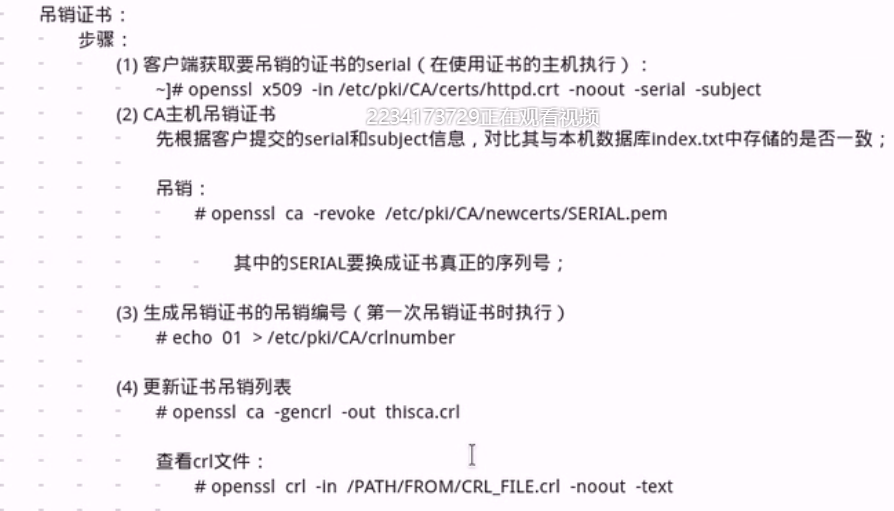 吊销证书：
步骤：
(1) 客户端获取要吊销的证书的serial（在使用证书的主机执行）：
~]# openssl x509 -in /etc/pki/CA/certs/httpd.crt -noout -serial -subject
(2) CA主机吊销证书
2234173729正在观看视频
先根据客户提交的serial和subject信息，对比其与本机数据库index.txt中存储的是否一致；
吊销：
# openssl ca -revoke /etc/pki/CA/newcerts/SERIAL.pem
其中的SERIAL要换成证书真正的序列号；
(3) 生成吊销证书的吊销编号（第一次吊销证书时执行）
# echo 01 > /etc/pki/CA/crlnumber
(4) 更新证书吊销列表
# openssl ca -gencrl -out thisca.crl
查看crl文件：
# openssl crl -in /PATH/FROM/CRL_FILE.crl -noout -text